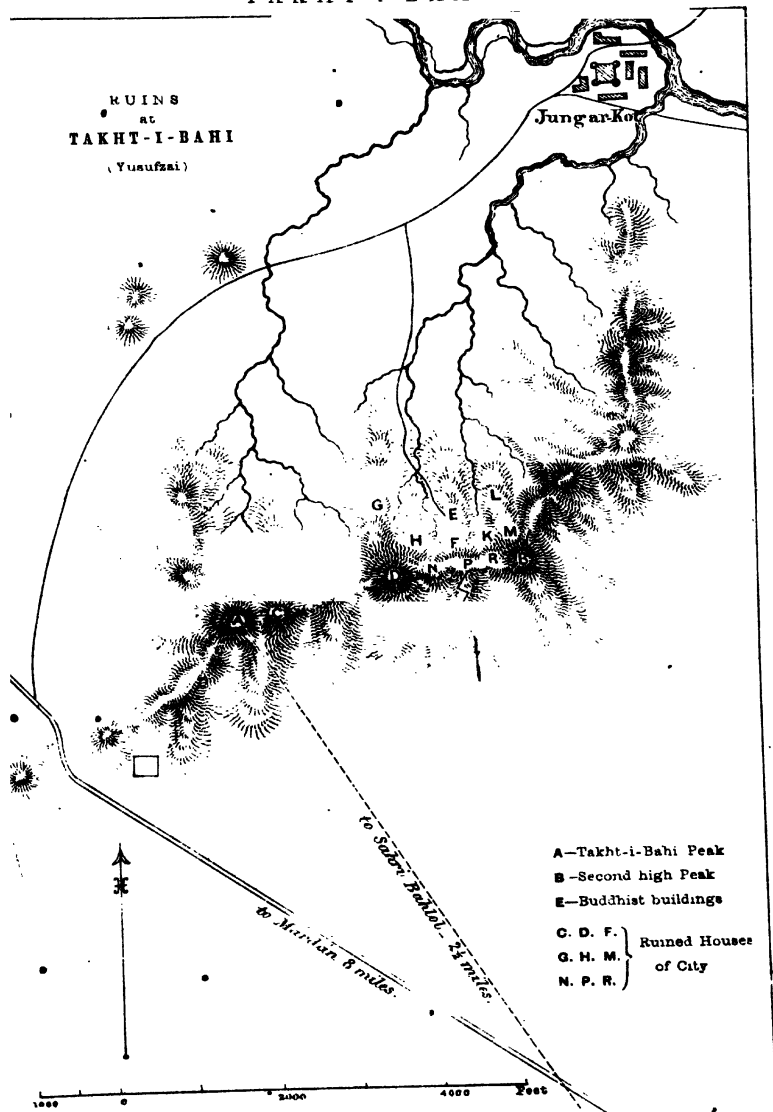 RUINS
at
TAKHT-I-BAHI
(Yusufzai)
Jungar-Kot
G
L
E
H
F
K
M
D
N
P
R
B
A
C
to Sahri Bahlol. 2½ miles.
to Mardan 8 miles.
A—Takht-i-Bahi Peak
B—Second high Peak
E—Buddhist buildings
C. D. F.
G. H. M. Ruined Houses
of City
N. P. R.
1000 0 2000 4000 Feet